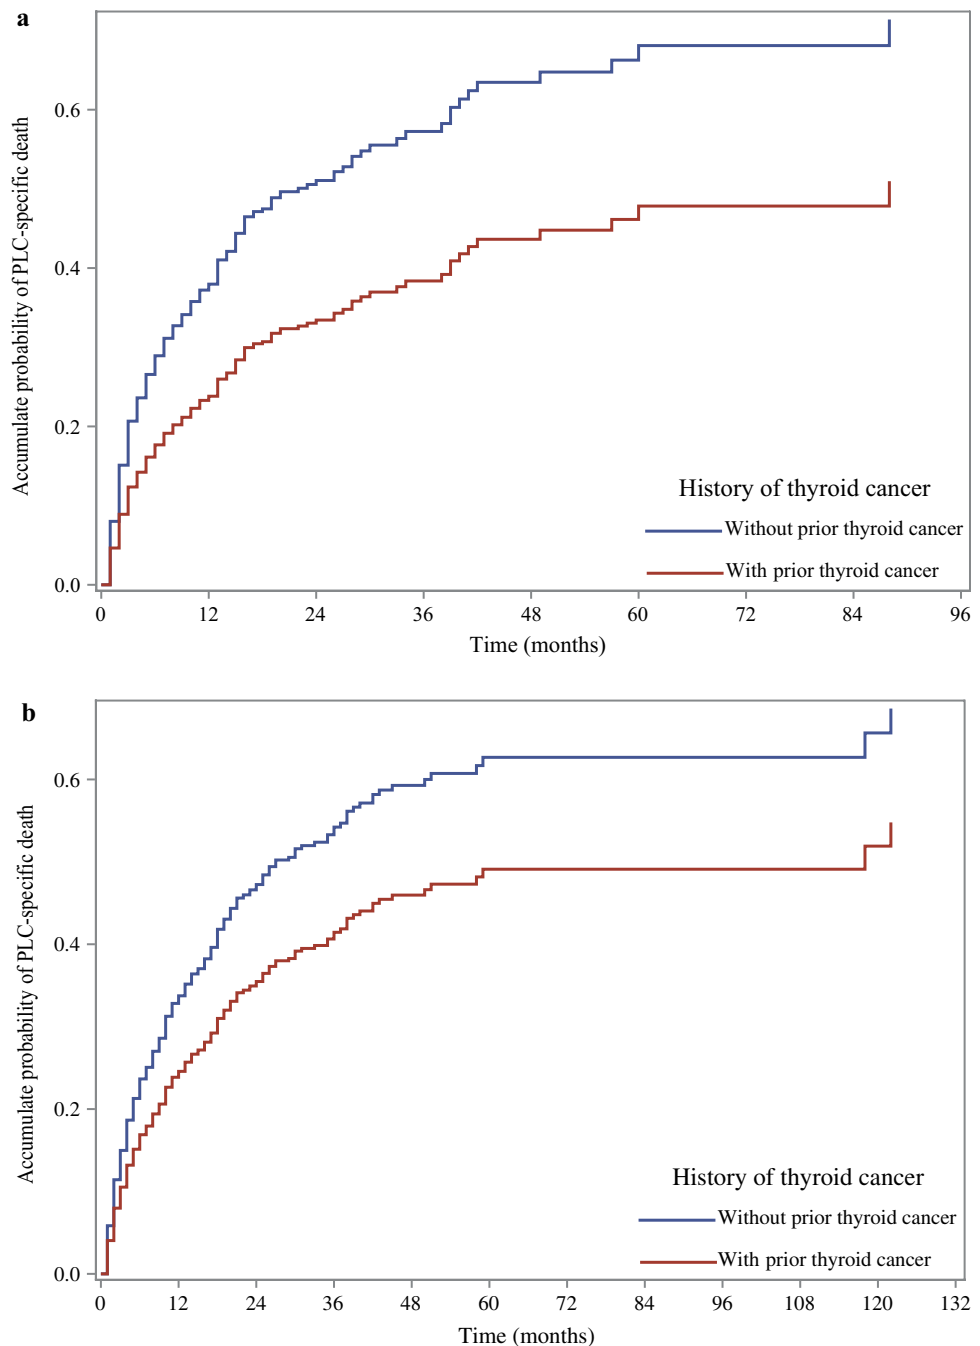 a
Accumulate probability of PLC-specific death
0.6
0.4
0.2
0.0
History of thyroid cancer
Without prior thyroid cancer
With prior thyroid cancer
0 12 24 36 48 60 72 84 96
Time (months)
b
Accumulate probability of PLC-specific death
0.6
0.4
0.2
0.0
History of thyroid cancer
Without prior thyroid cancer
With prior thyroid cancer
0 12 24 36 48 60 72 84 96 108 120 132
Time (months)